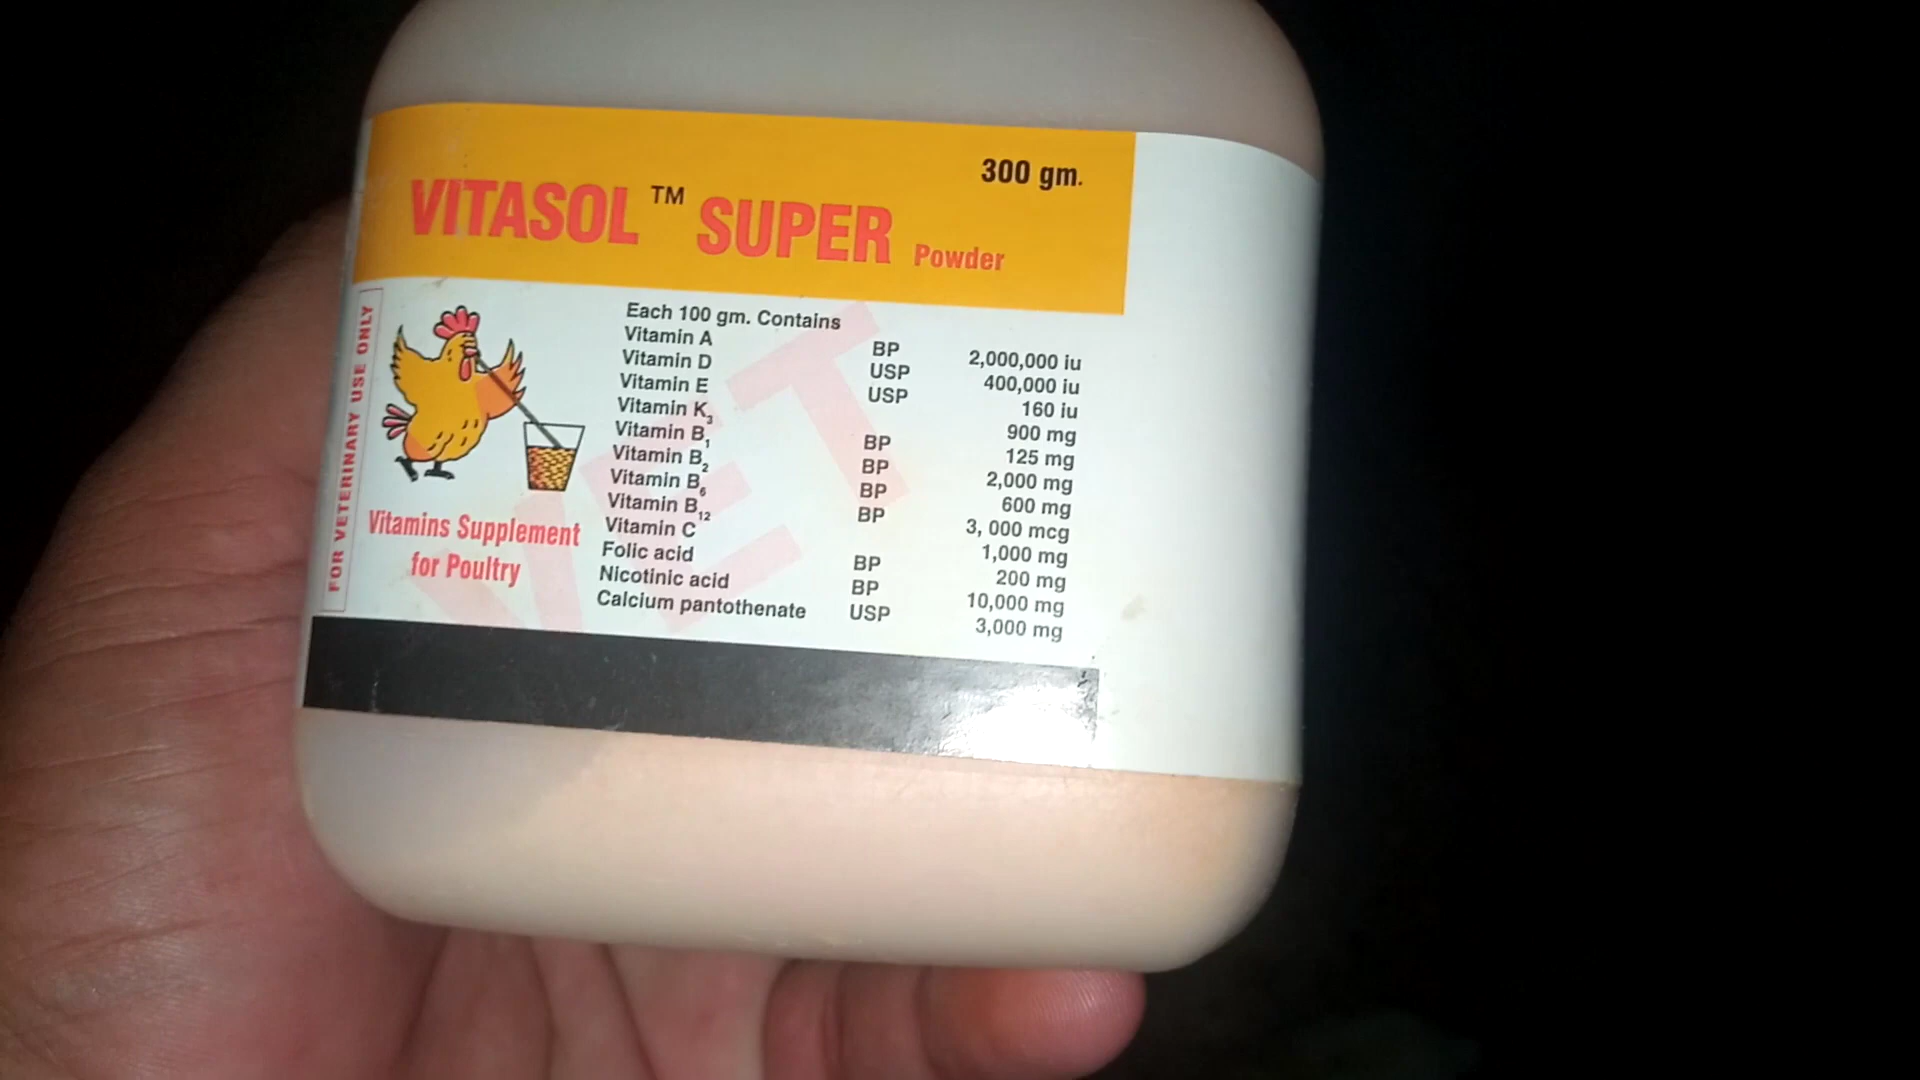 300 gm.
VITASOL ™ SUPER Powder
FOR VETERINARY USE ONLY
Vitamins Supplement
for Poultry
Each 100 gm. Contains
Vitamin A BP 2,000,000 iu
Vitamin D USP 400,000 iu
Vitamin E USP 160 iu
Vitamin K3 900 mg
Vitamin B1 BP 125 mg
Vitamin B2 BP 2,000 mg
Vitamin B6 BP 600 mg
Vitamin B12 BP 3, 000 mcg
Vitamin C 1,000 mg
Folic acid BP 200 mg
Nicotinic acid BP 10,000 mg
Calcium pantothenate USP 3,000 mg
VET